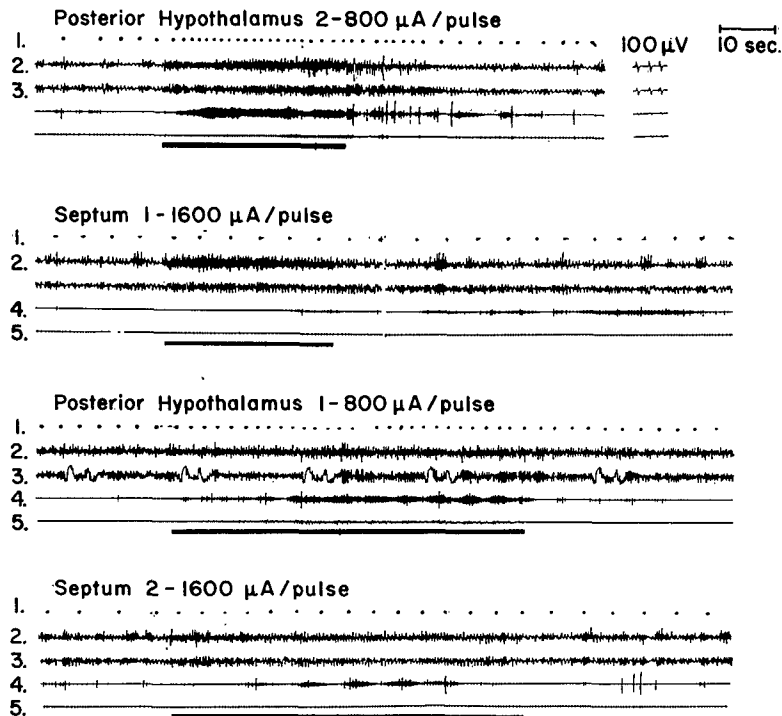 Posterior Hypothalamus 2-800 μA/pulse
100 μV
10 sec.
1.
2.
3.
Septum 1-1600 μA/pulse
1.
2.
4.
5.
Posterior Hypothalamus 1-800 μA/pulse
1.
2.
3.
4.
5.
Septum 2-1600 μA/pulse
1.
2.
3.
4.
5.